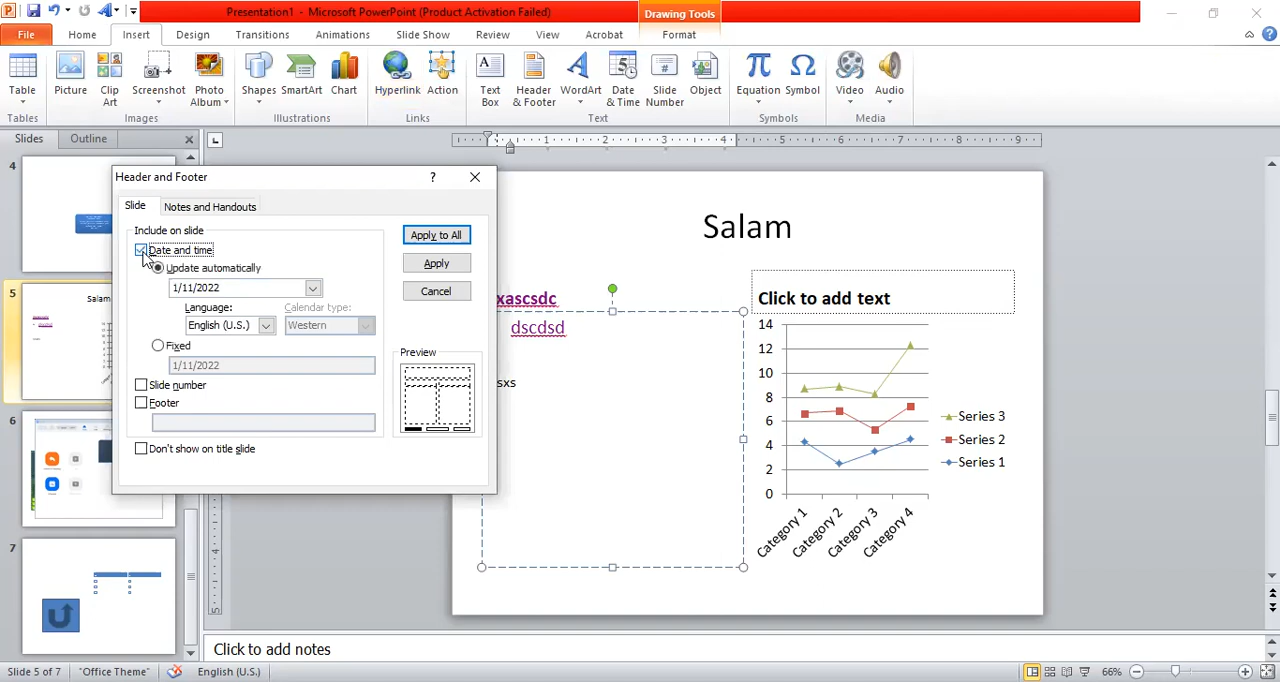 Presentation1 - Microsoft PowerPoint (Product Activation Failed)
Drawing Tools
File Home Insert Design Transitions Animations Slide Show Review View Acrobat Format
Table Picture Clip Art Screenshot Photo Album Shapes SmartArt Chart Hyperlink Action Text Box Header & Footer WordArt Date & Time Slide Number Object Equation Symbol Video Audio
Tables Images Illustrations Links Text Symbols Media
Slides Outline
4
5
6
7
Header and Footer
Slide Notes and Handouts
Include on slide
Date and time
Update automatically
1/11/2022
Language: Calendar type:
English (U.S.) Western
Fixed
1/11/2022
Slide number
Footer
Don't show on title slide
Apply to All
Apply
Cancel
Preview
Salam
xascsdc
dscdsd
sxs
Click to add text
14
12
10
8
6
4
2
0
Category 1 Category 2 Category 3 Category 4
Series 3
Series 2
Series 1
Click to add notes
Slide 5 of 7 "Office Theme" English (U.S.) 66%